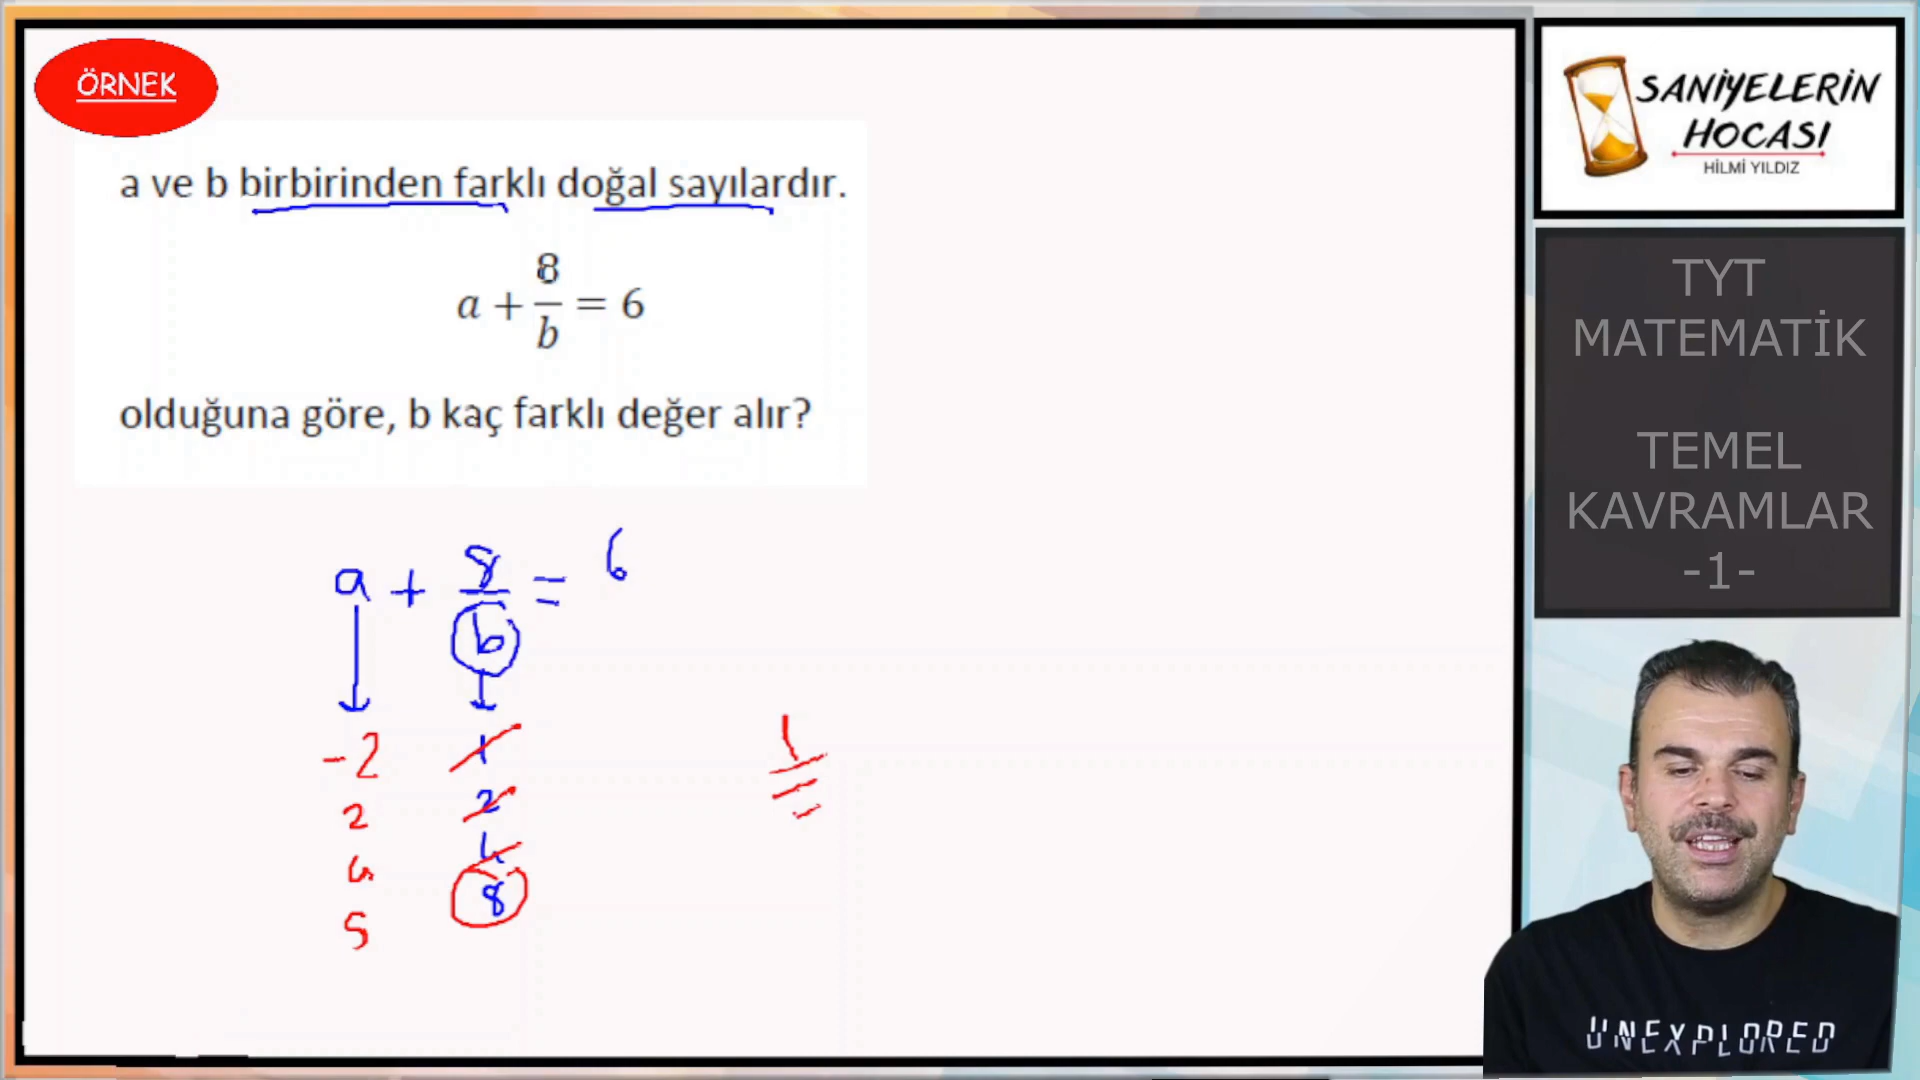 ÖRNEK
a ve b birbirinden farklı doğal sayılardır.
a + 8/b = 6
olduğuna göre, b kaç farklı değer alır?
a + 8/b = 6
-2 1
2 2
4 4
5 8
1
SANİYELERİN
HOCASI
HİLMİ YILDIZ
TYT
MATEMATİK
TEMEL
KAVRAMLAR
-1-
UNEXPLORED